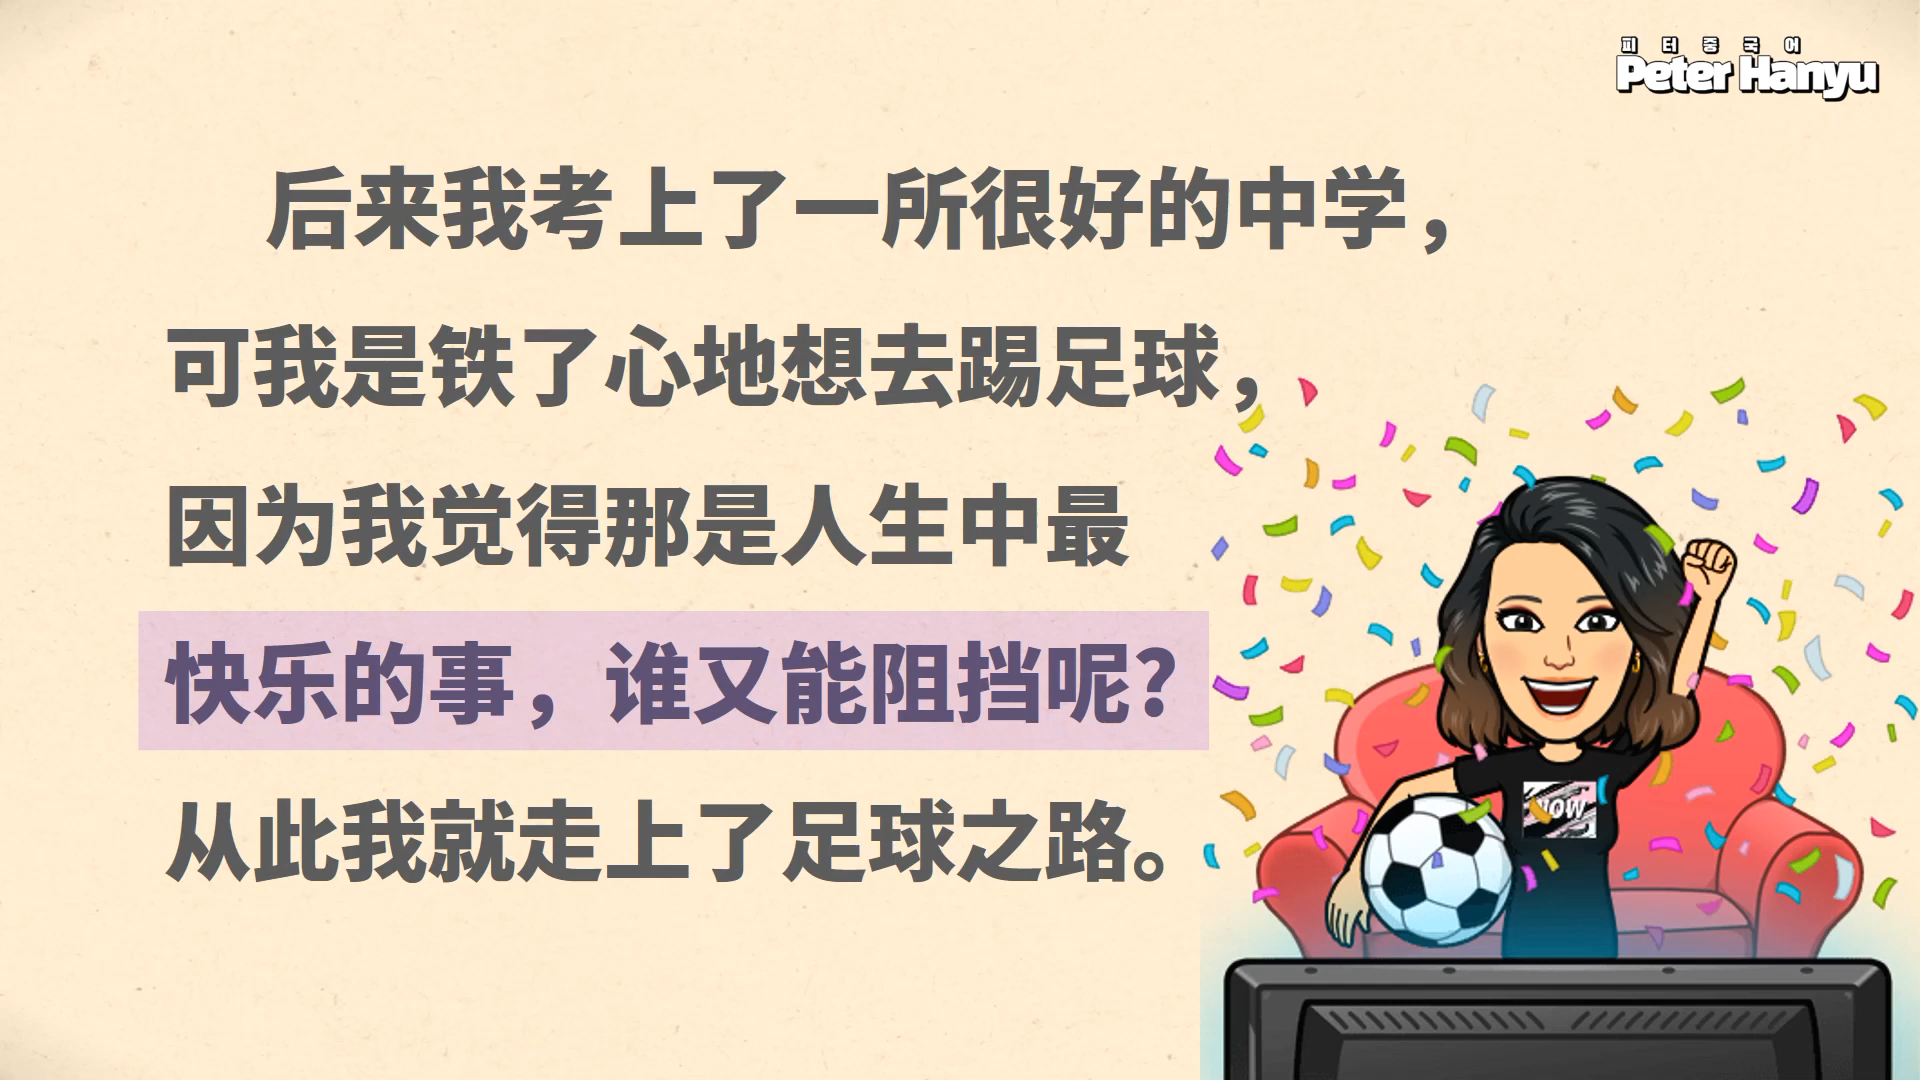 피터중국어
Peter Hanyu
后来我考上了一所很好的中学，
可我是铁了心地想去踢足球，
因为我觉得那是人生中最
快乐的事，谁又能阻挡呢？
从此我就走上了足球之路。
WOW